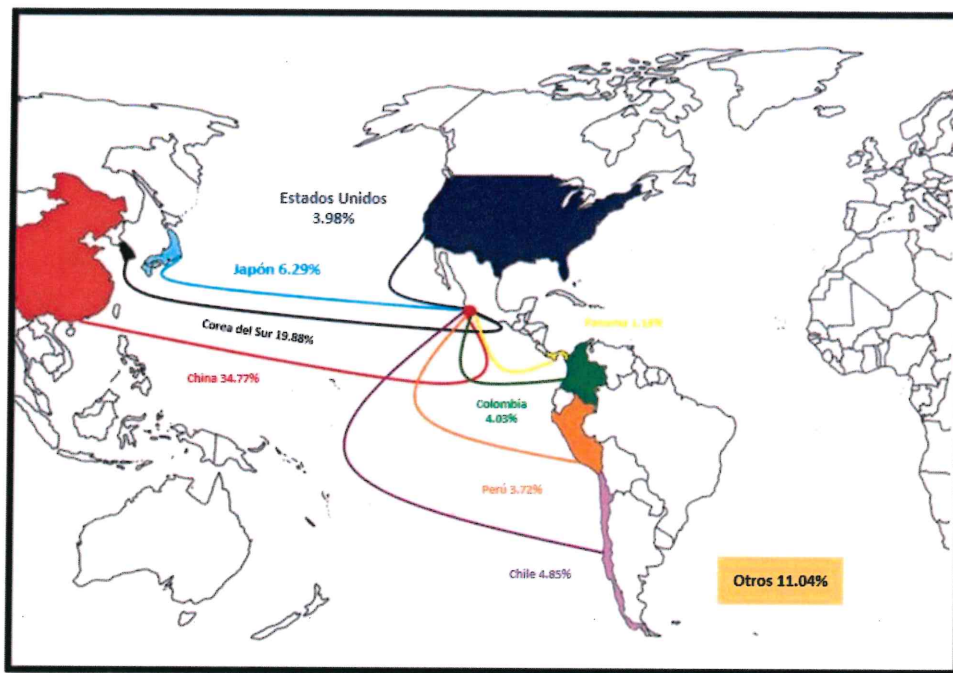 Estados Unidos
3.98%
Japón 6.29%
Corea del Sur 19.88%
China 34.77%
Colombia
4.03%
Perú 3.72%
Chile 4.85%
Otros 11.04%